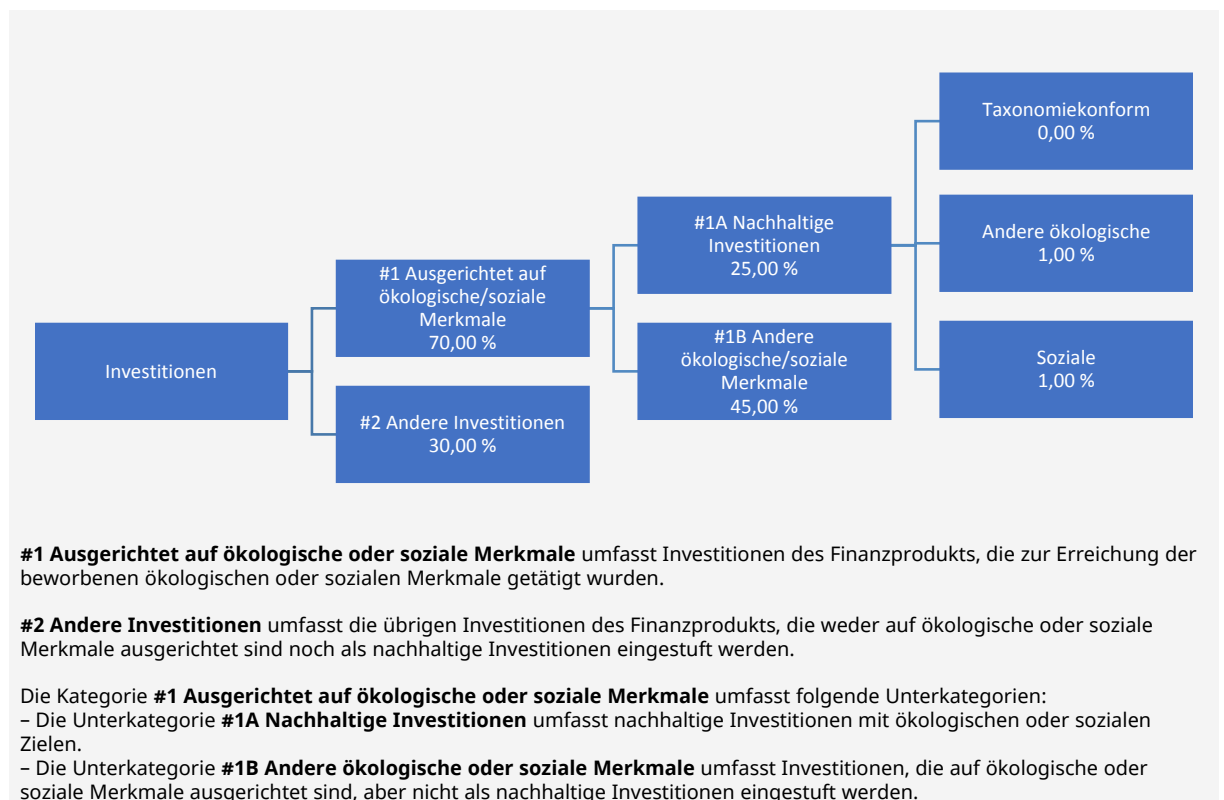 Investitionen
#1 Ausgerichtet auf
ökologische/soziale
Merkmale
70,00 %
#2 Andere Investitionen
30,00 %
#1A Nachhaltige
Investitionen
25,00 %
#1B Andere
ökologische/soziale
Merkmale
45,00 %
Taxonomiekonform
0,00 %
Andere ökologische
1,00 %
Soziale
1,00 %
#1 Ausgerichtet auf ökologische oder soziale Merkmale umfasst Investitionen des Finanzprodukts, die zur Erreichung der
beworbenen ökologischen oder sozialen Merkmale getätigt wurden.
#2 Andere Investitionen umfasst die übrigen Investitionen des Finanzprodukts, die weder auf ökologische oder soziale
Merkmale ausgerichtet sind noch als nachhaltige Investitionen eingestuft werden.
Die Kategorie #1 Ausgerichtet auf ökologische oder soziale Merkmale umfasst folgende Unterkategorien:
– Die Unterkategorie #1A Nachhaltige Investitionen umfasst nachhaltige Investitionen mit ökologischen oder sozialen
Zielen.
– Die Unterkategorie #1B Andere ökologische oder soziale Merkmale umfasst Investitionen, die auf ökologische oder
soziale Merkmale ausgerichtet sind, aber nicht als nachhaltige Investitionen eingestuft werden.